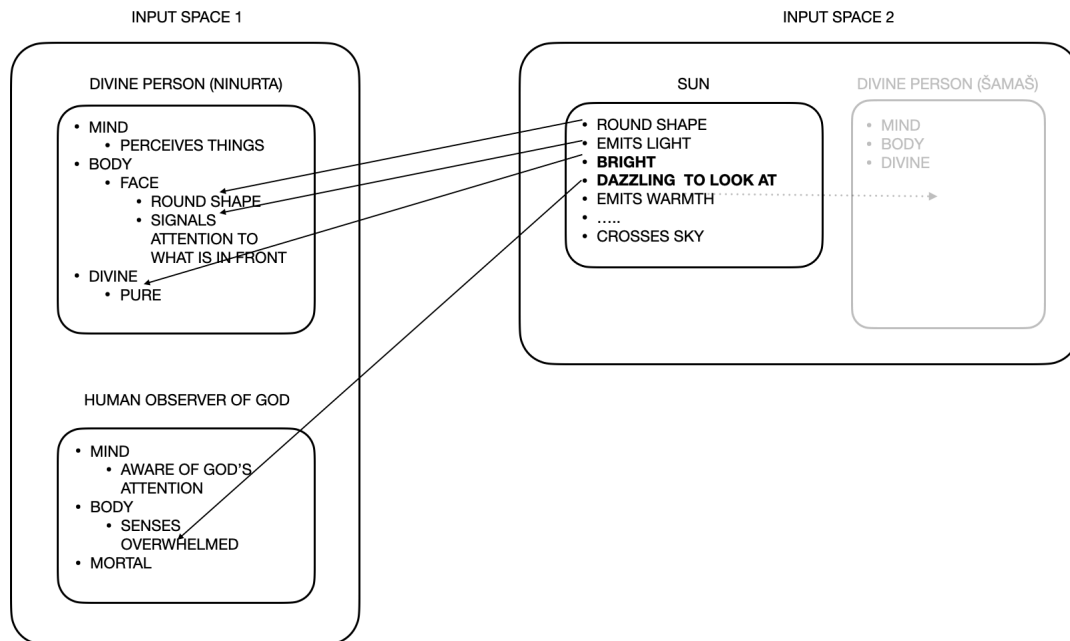 INPUT SPACE 1
DIVINE PERSON (NINURTA)
• MIND
• PERCEIVES THINGS
• BODY
• FACE
• ROUND SHAPE
• SIGNALS
ATTENTION TO
WHAT IS IN FRONT
• DIVINE
• PURE
HUMAN OBSERVER OF GOD
• MIND
• AWARE OF GOD'S
ATTENTION
• BODY
• SENSES
OVERWHELMED
• MORTAL
INPUT SPACE 2
SUN
• ROUND SHAPE
• EMITS LIGHT
• BRIGHT
• DAZZLING TO LOOK AT
• EMITS WARMTH
• .....
• CROSSES SKY
DIVINE PERSON (ŠAMAŠ)
• MIND
• BODY
• DIVINE